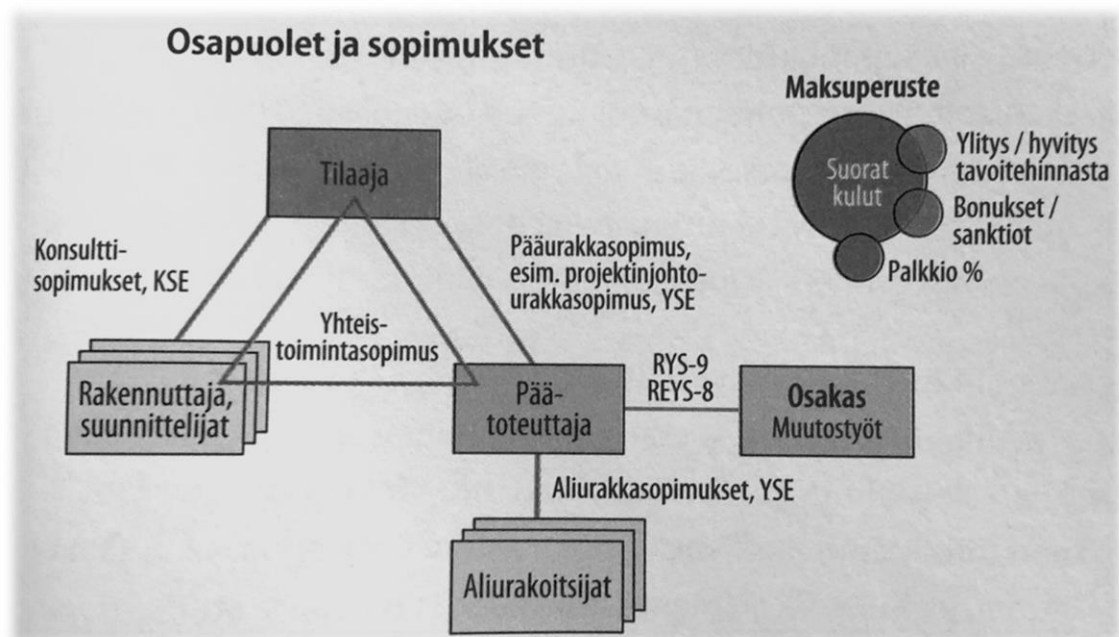 Osapuolet ja sopimukset
Maksuperuste
Tilaaja
Suorat
kulut
Ylitys / hyvitys
tavoitehinnasta
Bonukset /
sanktiot
Palkkio %
Konsultti-
sopimukset, KSE
Pääurakkasopimus,
esim. projektinjohto-
urakkasopimus, YSE
Yhteis-
toimintasopimus
Rakennuttaja,
suunnittelijat
Pää-
toteuttaja
RYS-9
REYS-8
Osakas
Muutostyöt
Aliurakkasopimukset, YSE
Aliurakoitsijat